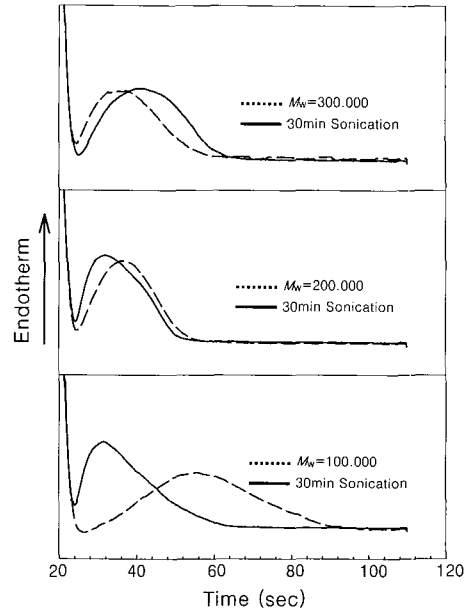 Mw=300.000
30min Sonication
Mw=200.000
30min Sonication
Mw=100.000
30min Sonication
Endotherm
20 40 60 80 100 120
Time (sec)